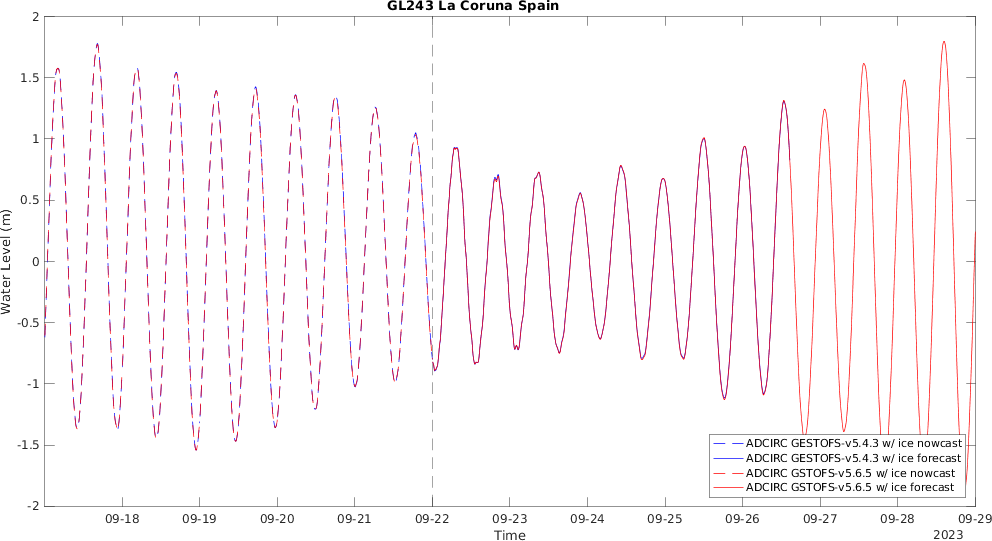 GL243 La Coruna Spain
2
1.5
1
0.5
0
-0.5
-1
-1.5
-2
Water Level (m)
ADCIRC GESTOFS-v5.4.3 w/ ice nowcast
ADCIRC GESTOFS-v5.4.3 w/ ice forecast
ADCIRC GSTOFS-v5.6.5 w/ ice nowcast
ADCIRC GSTOFS-v5.6.5 w/ ice forecast
09-18 09-19 09-20 09-21 09-22 09-23 09-24 09-25 09-26 09-27 09-28 09-29
Time
2023